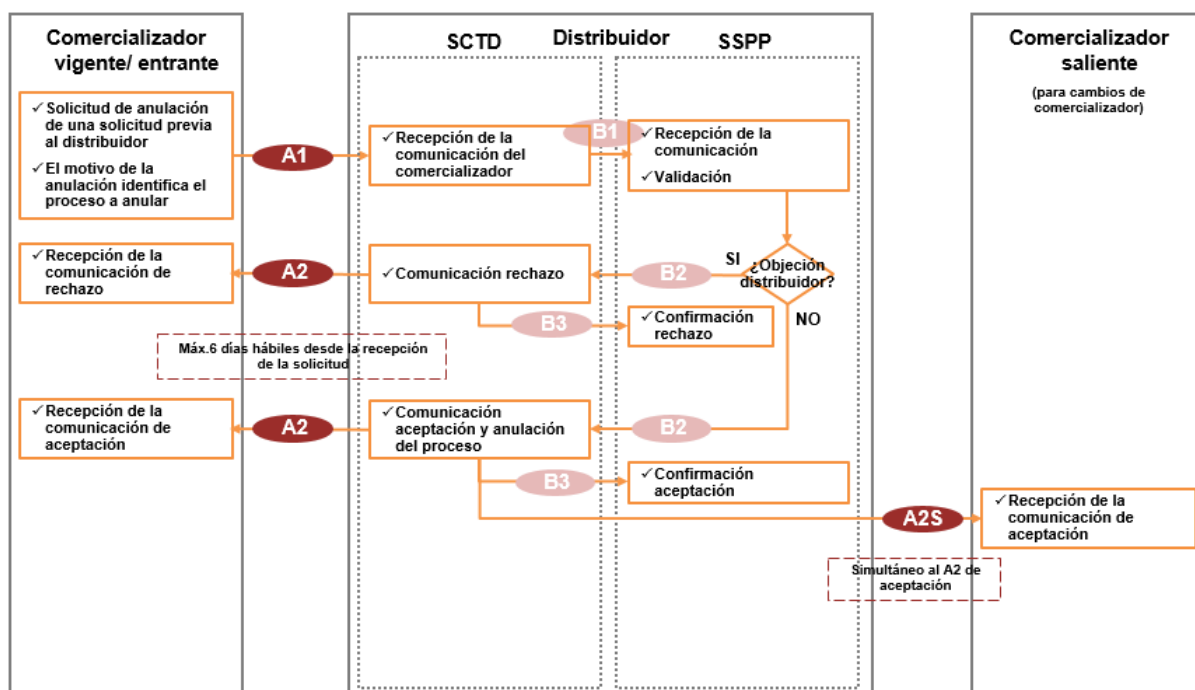 Comercializador
vigente/ entrante
SCTD
Distribuidor
SSPP
Comercializador
saliente
(para cambios de
comercializador)
✓ Solicitud de anulación
de una solicitud previa
al distribuidor
✓ El motivo de la
anulación identifica el
proceso a anular
A1
✓ Recepción de la
comunicación del
comercializador
B1
✓ Recepción de la
comunicación
✓ Validación
✓ Recepción de la
comunicación de
rechazo
A2
✓ Comunicación rechazo
B2
SI
¿Objeción
distribuidor?
NO
B3
✓ Confirmación
rechazo
Máx.6 días hábiles desde la recepción
de la solicitud
✓ Recepción de la
comunicación de
aceptación
A2
✓ Comunicación
aceptación y anulación
del proceso
B2
B3
✓ Confirmación
aceptación
A2S
✓ Recepción de la
comunicación de
aceptación
Simultáneo al A2 de
aceptación